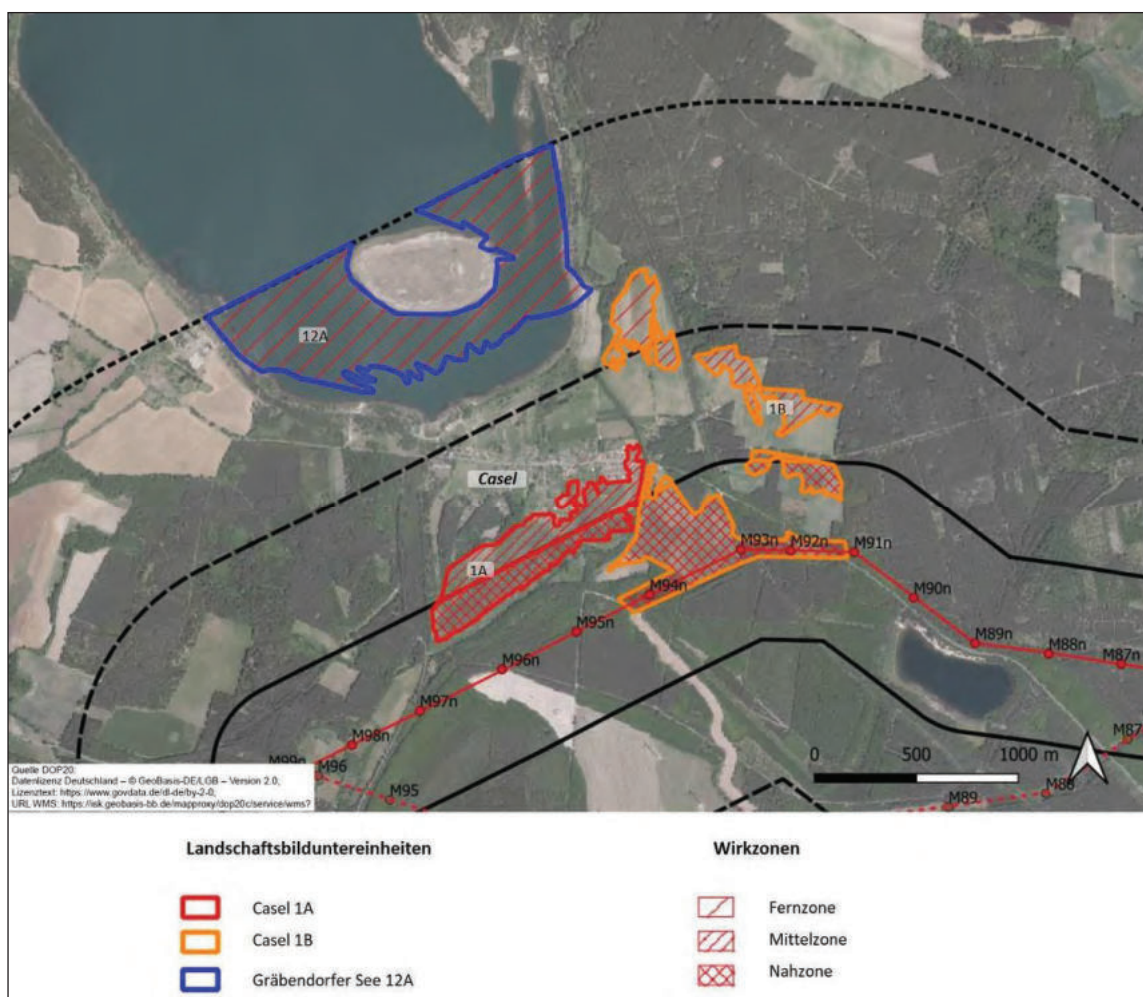 12A
1B
Casel
1A
M93n
M92n
M91n
M94n
M90n
M95n
M89n
M88n
M87n
M96n
M97n
M98n
M99n
M96
M95
M87
M88
M89
0 500 1000 m
Quelle DOP20:
Datenlizenz Deutschland – © GeoBasis-DE/LGB – Version 2.0;
Lizenztext: https://www.govdata.de/dl-de/by-2-0;
URL WMS: https://isk.geobasis-bb.de/mapproxy/dop20c/service/wms?
Landschaftsbilduntereinheiten
Casel 1A
Casel 1B
Gräbendorfer See 12A
Wirkzonen
Fernzone
Mittelzone
Nahzone